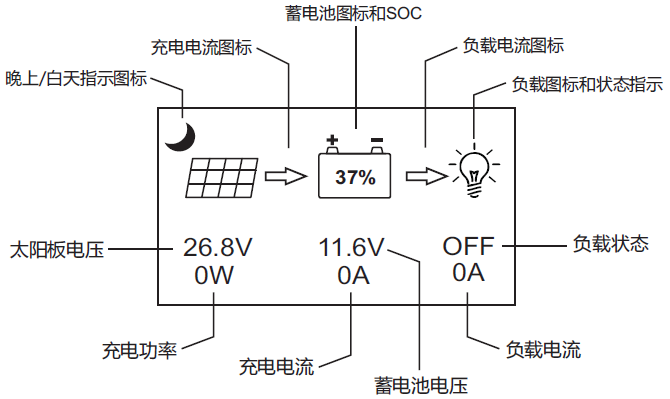 蓄电池图标和SOC
充电电流图标
负载电流图标
晚上/白天指示图标
负载图标和状态指示
37%
太阳板电压
26.8V
11.6V
OFF
负载状态
0W
0A
0A
充电功率
充电电流
蓄电池电压
负载电流